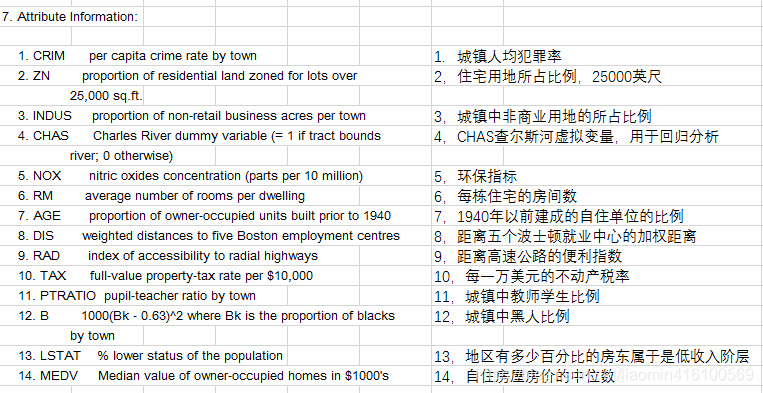 7. Attribute Information:
1. CRIM per capita crime rate by town 1. 城镇人均犯罪率
2. ZN proportion of residential land zoned for lots over 2, 住宅用地所占比例, 25000英尺
25,000 sq.ft.
3. INDUS proportion of non-retail business acres per town 3, 城镇中非商业用地的所占比例
4. CHAS Charles River dummy variable (= 1 if tract bounds 4, CHAS查尔斯河虚拟变量, 用于回归分析
river; 0 otherwise)
5. NOX nitric oxides concentration (parts per 10 million) 5, 环保指标
6. RM average number of rooms per dwelling 6, 每栋住宅的房间数
7. AGE proportion of owner-occupied units built prior to 1940 7, 1940年以前建成的自住单位的比例
8. DIS weighted distances to five Boston employment centres 8, 距离五个波士顿就业中心的加权距离
9. RAD index of accessibility to radial highways 9, 距离高速公路的便利指数
10. TAX full-value property-tax rate per $10,000 10, 每一万美元的不动产税率
11. PTRATIO pupil-teacher ratio by town 11, 城镇中教师学生比例
12. B 1000(Bk - 0.63)^2 where Bk is the proportion of blacks 12, 城镇中黑人比例
by town
13. LSTAT % lower status of the population 13, 地区有多少百分比的房东属于是低收入阶层
14. MEDV Median value of owner-occupied homes in $1000's 14, 自住房屋房价的中位数
liaomin416100569